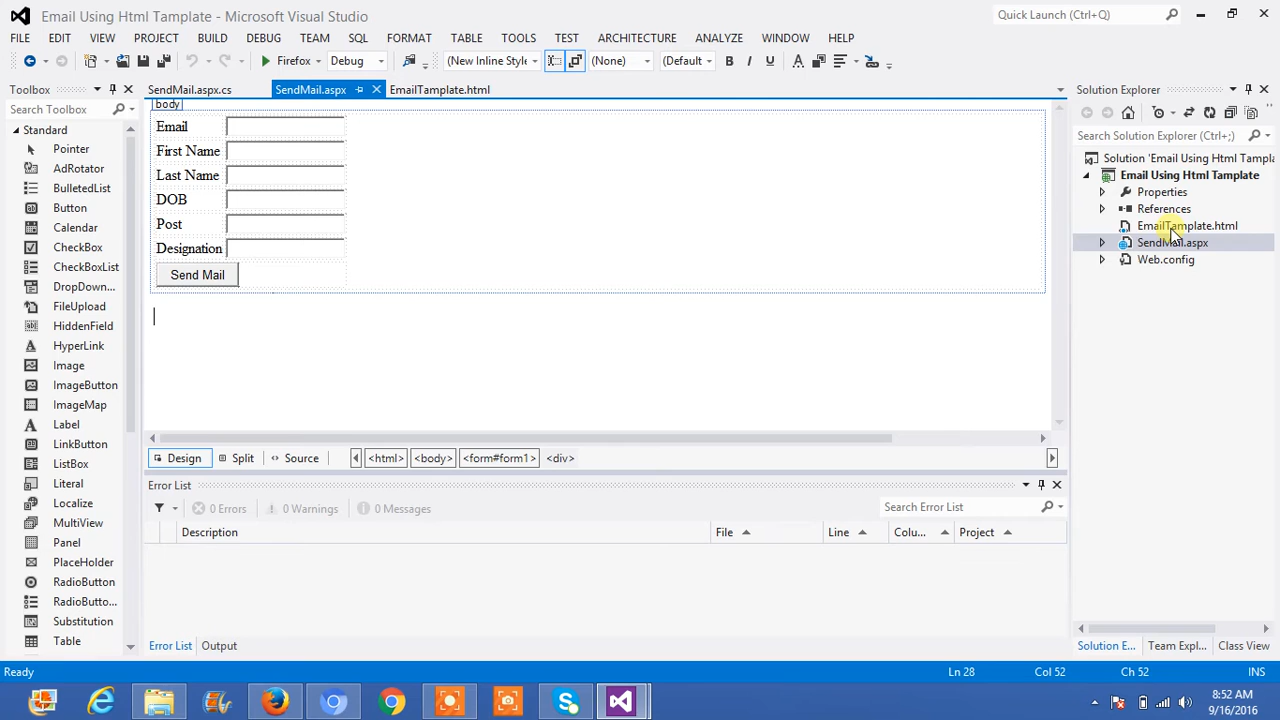 Email Using Html Tamplate - Microsoft Visual Studio
Quick Launch (Ctrl+Q)
FILE EDIT VIEW PROJECT BUILD DEBUG TEAM SQL FORMAT TABLE TOOLS TEST ARCHITECTURE ANALYZE WINDOW HELP
Firefox Debug (New Inline Style (None) (Default) B I U A
Toolbox
SendMail.aspx.cs SendMail.aspx EmailTamplate.html
Solution Explorer
Search Toolbox
Standard
Pointer
AdRotator
BulletedList
Button
Calendar
CheckBox
CheckBoxList
DropDown...
FileUpload
HiddenField
HyperLink
Image
ImageButton
ImageMap
Label
LinkButton
ListBox
Literal
Localize
MultiView
Panel
PlaceHolder
RadioButton
RadioButto...
Substitution
Table
body
Email
First Name
Last Name
DOB
Post
Designation
Send Mail
Design Split Source <html> <body> <form#form1> <div>
Error List
0 Errors 0 Warnings 0 Messages
Search Error List
Description File Line Colu... Project
Error List Output
Search Solution Explorer (Ctrl+;)
Solution 'Email Using Html Tampla
Email Using Html Tamplate
Properties
References
EmailTamplate.html
SendMail.aspx
Web.config
Solution E... Team Expl... Class View
Ready Ln 28 Col 52 Ch 52 INS
8:52 AM
9/16/2016